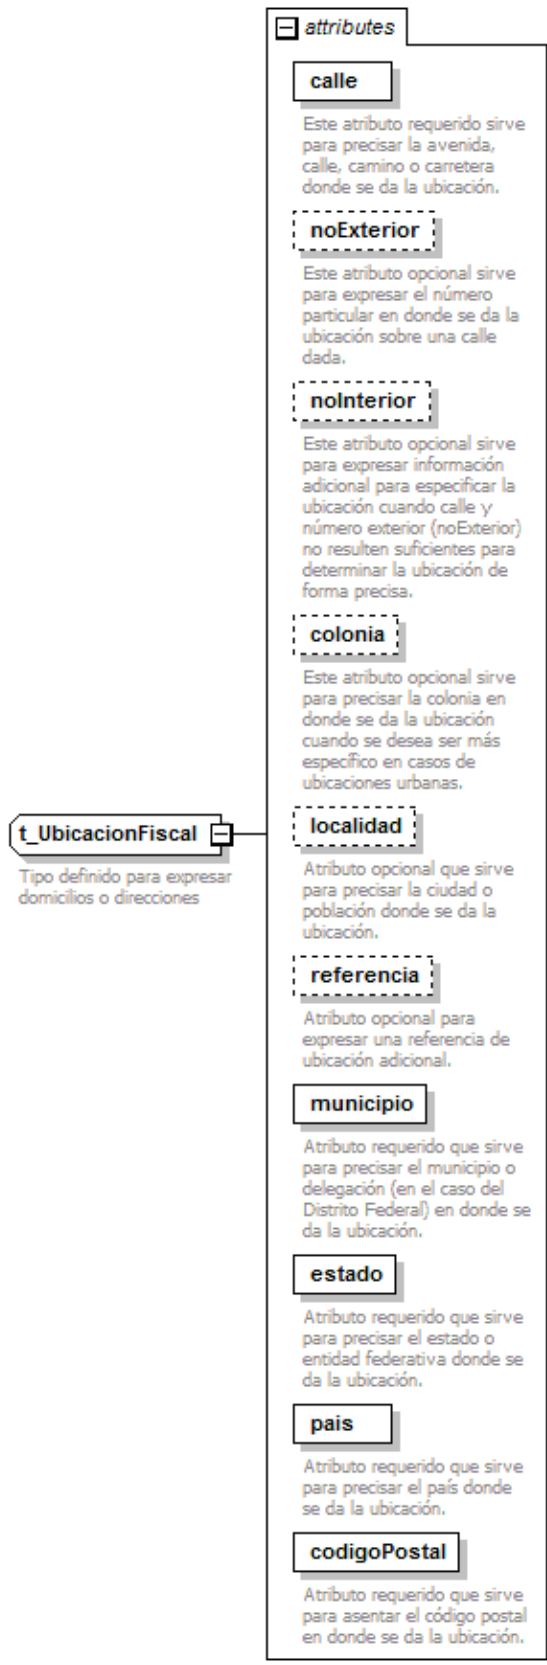 attributes
calle
Este atributo requerido sirve
para precisar la avenida,
calle, camino o carretera
donde se da la ubicación.
noExterior
Este atributo opcional sirve
para expresar el número
particular en donde se da la
ubicación sobre una calle
dada.
noInterior
Este atributo opcional sirve
para expresar información
adicional para especificar la
ubicación cuando calle y
número exterior (noExterior)
no resulten suficientes para
determinar la ubicación de
forma precisa.
colonia
Este atributo opcional sirve
para precisar la colonia en
donde se da la ubicación
cuando se desea ser más
específico en casos de
ubicaciones urbanas.
t_UbicacionFiscal
Tipo definido para expresar
domicilios o direcciones
localidad
Atributo opcional que sirve
para precisar la ciudad o
población donde se da la
ubicación.
referencia
Atributo opcional para
expresar una referencia de
ubicación adicional.
municipio
Atributo requerido que sirve
para precisar el municipio o
delegación (en el caso del
Distrito Federal) en donde se
da la ubicación.
estado
Atributo requerido que sirve
para precisar el estado o
entidad federativa donde se
da la ubicación.
pais
Atributo requerido que sirve
para precisar el país donde
se da la ubicación.
codigoPostal
Atributo requerido que sirve
para asentar el código postal
en donde se da la ubicación.